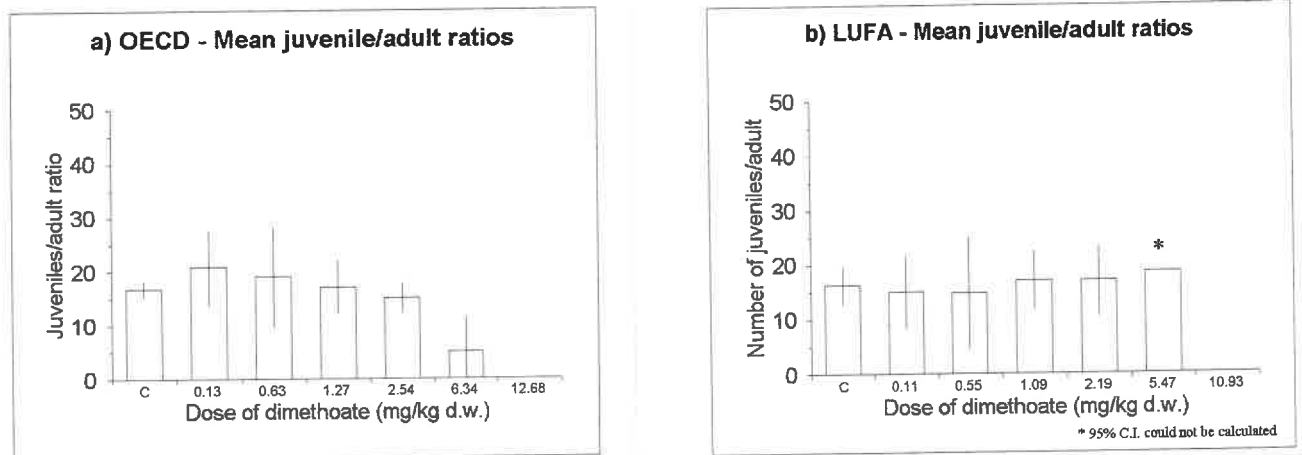 a) OECD - Mean juvenile/adult ratios
50
40
30
20
10
0
Juveniles/adult ratio
C 0.13 0.63 1.27 2.54 6.34 12.68
Dose of dimethoate (mg/kg d.w.)
b) LUFA - Mean juvenile/adult ratios
50
40
30
20
10
0
Number of juveniles/adult
*
C 0.11 0.55 1.09 2.19 5.47 10.93
Dose of dimethoate (mg/kg d.w.)
* 95% C.I. could not be calculated